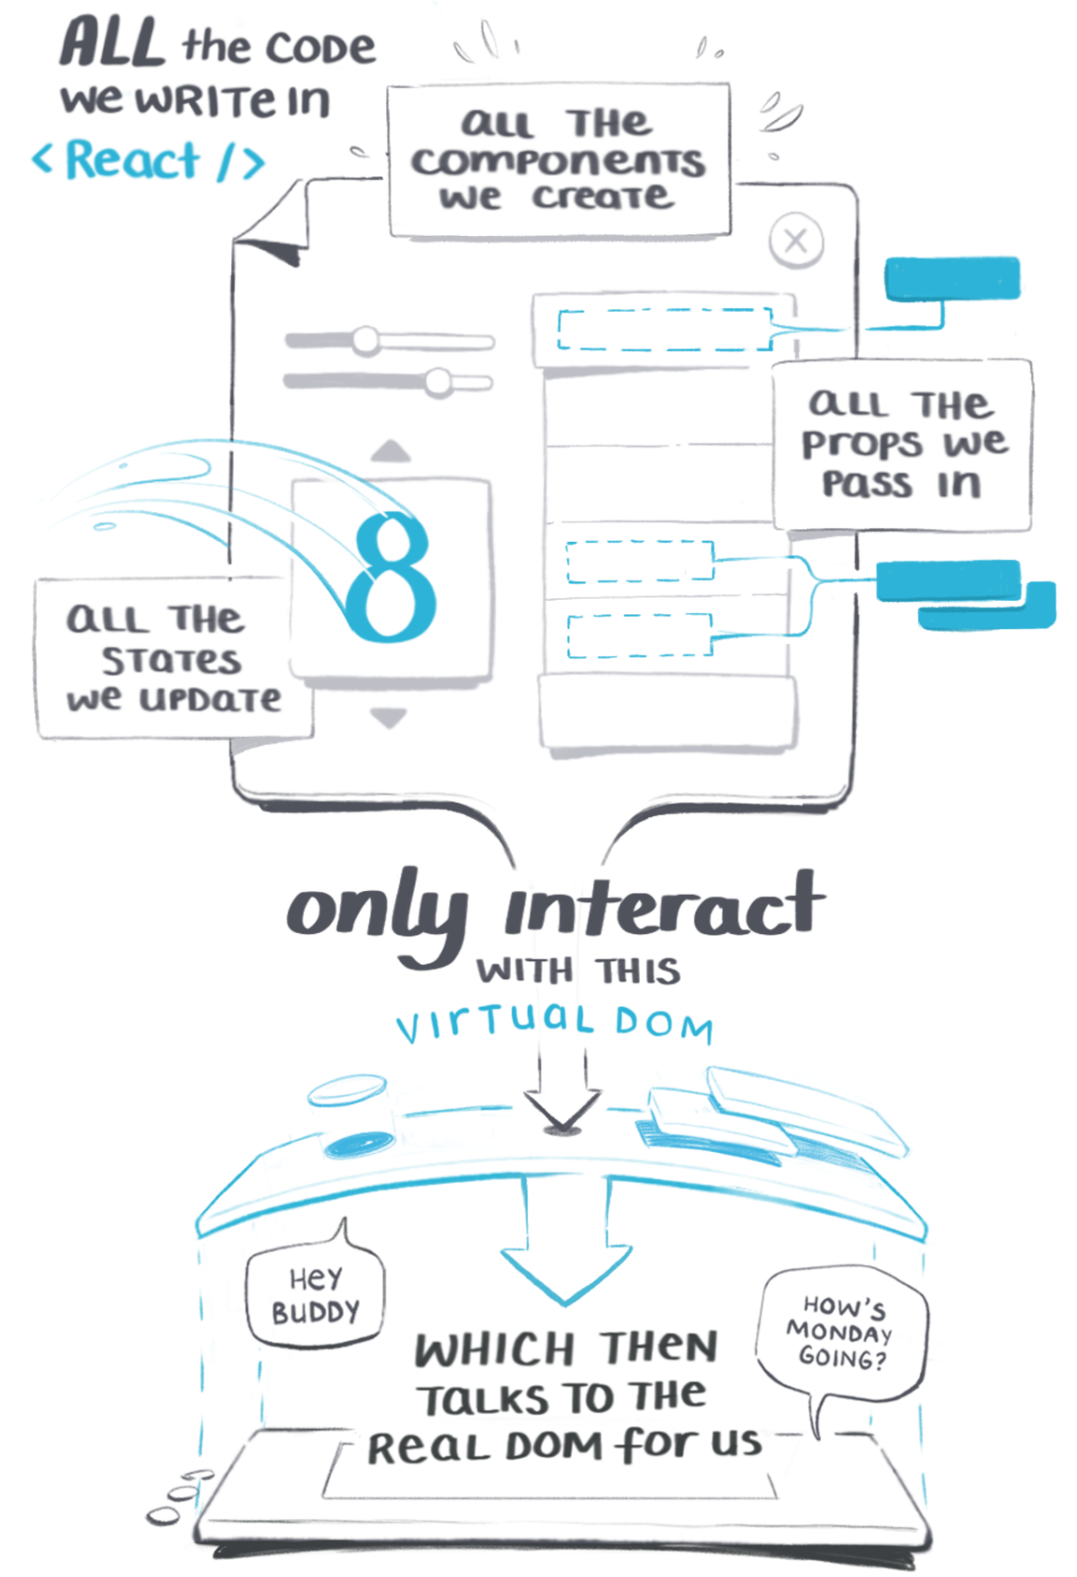 ALL the CODE
we WRITE in
<React />
ALL THE
COMPONENTS
WE CREATE
ALL THE
PROPS WE
PASS IN
8
ALL THE
STATES
WE UPDATE
only interact
WITH THIS
VIRTUAL DOM
HEY
BUDDY
HOW'S
MONDAY
GOING?
WHICH THEN
TALKS TO THE
REAL DOM for us